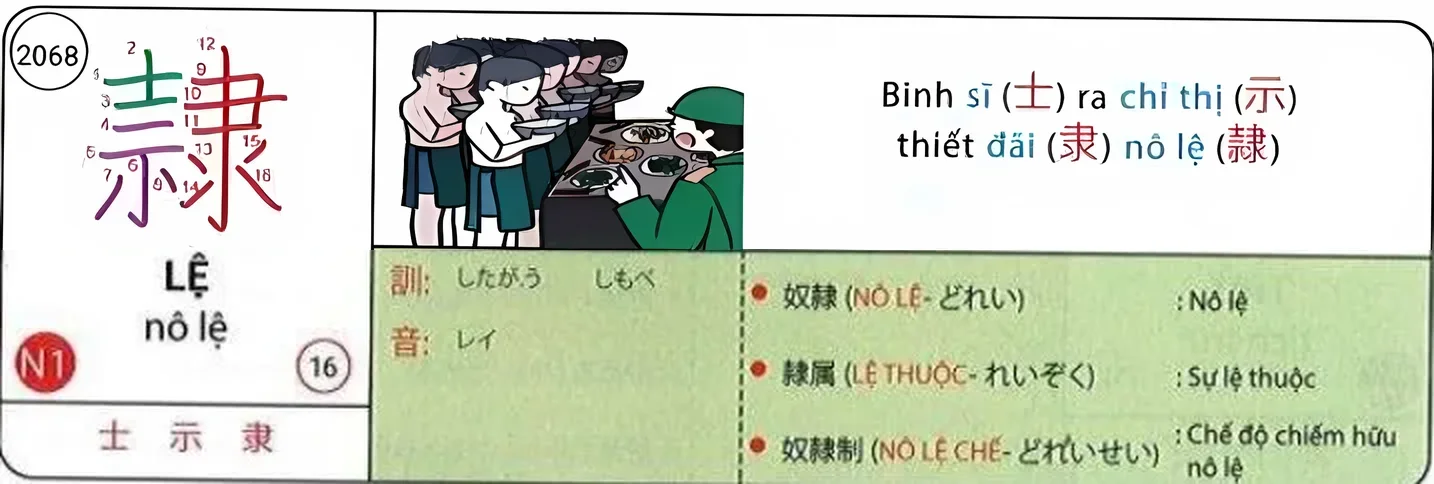 2068
隷
LỆ
nô lệ
N1
16
士 示 隶
Binh sĩ (士) ra chỉ thị (示)
thiết đãi (隶) nô lệ (隷)
訓: したがう しもべ
音: レイ
奴隷 (NÔ LỆ- どれい) : Nô lệ
隷属 (LỆ THUỘC- れいぞく) : Sự lệ thuộc
奴隷制 (NÔ LỆ CHẾ- どれいせい) : Chế độ chiếm hữu
nô lệ